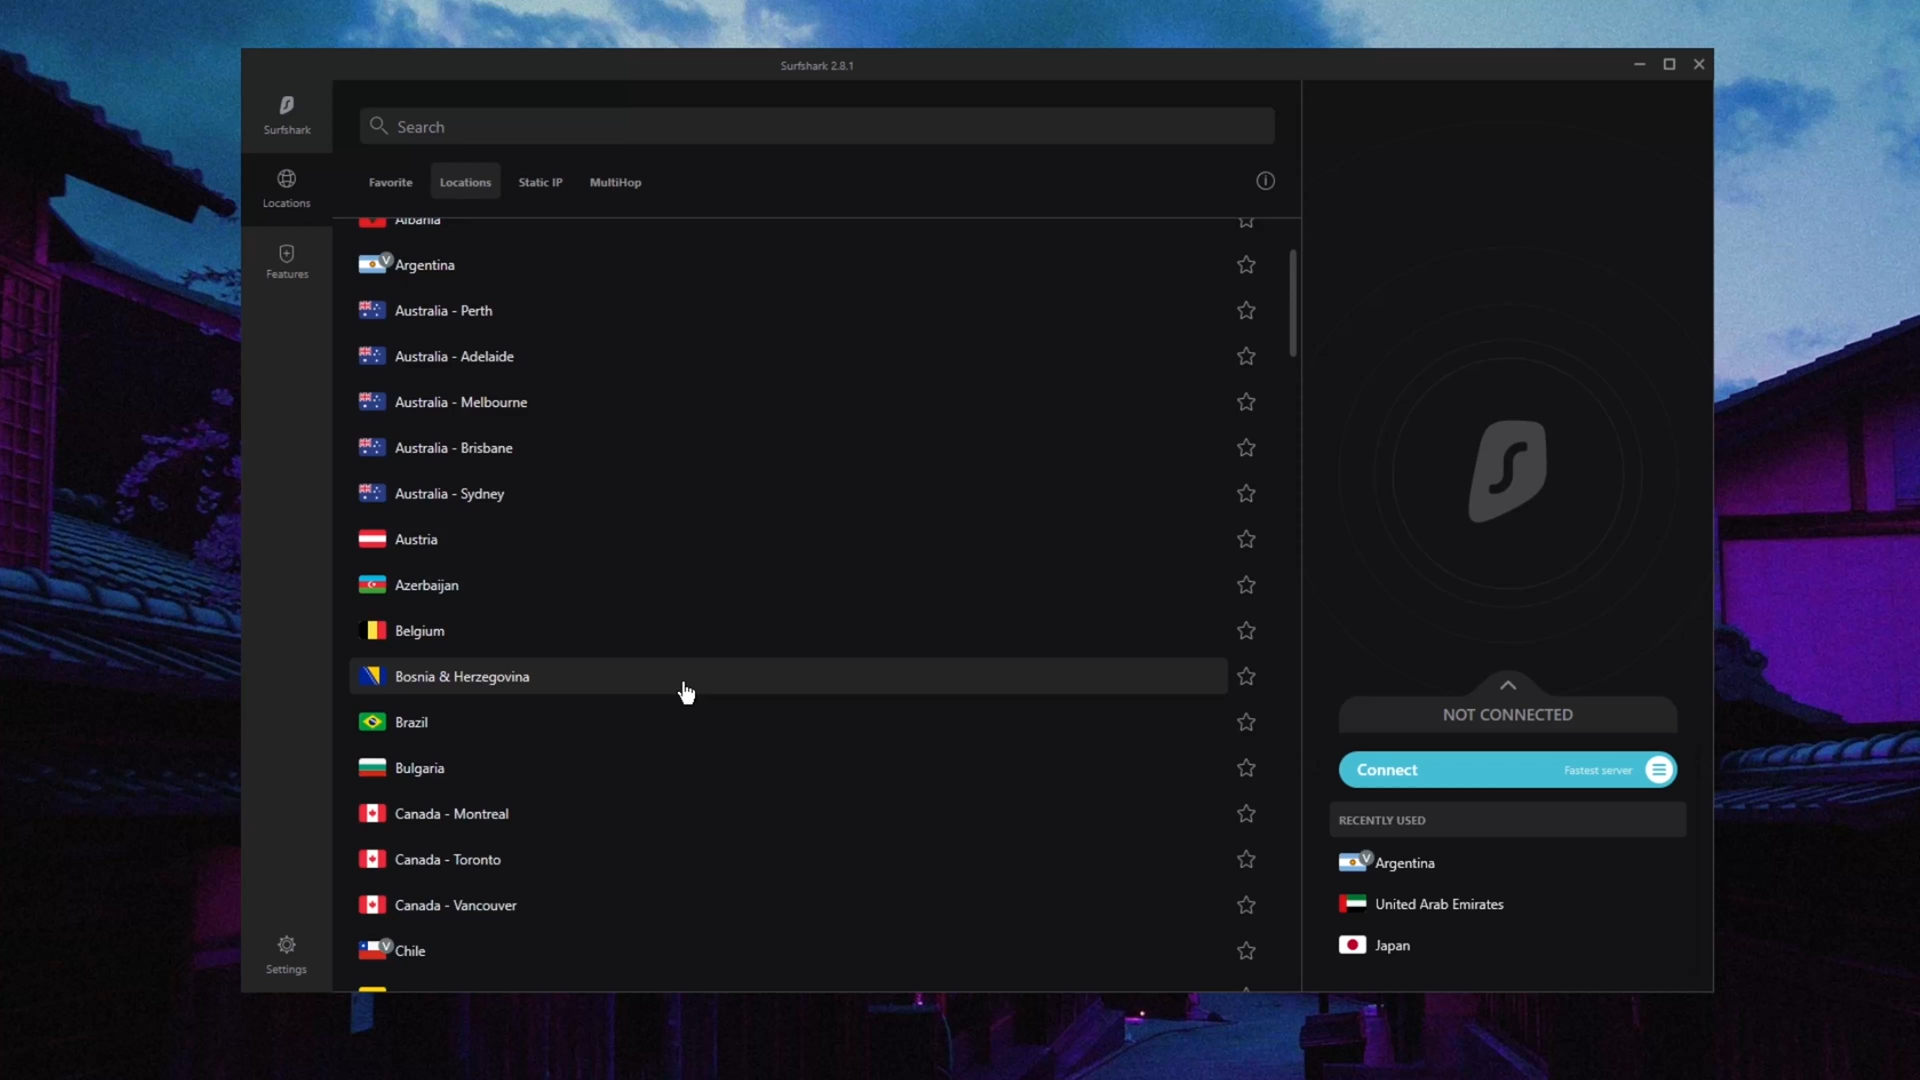 Surfshark 2.8.1
Surfshark
Locations
Features
Settings
Search
Favorite Locations Static IP MultiHop
Albania
V Argentina
Australia - Perth
Australia - Adelaide
Australia - Melbourne
Australia - Brisbane
Australia - Sydney
Austria
Azerbaijan
Belgium
Bosnia & Herzegovina
Brazil
Bulgaria
Canada - Montreal
Canada - Toronto
Canada - Vancouver
V Chile
NOT CONNECTED
Connect Fastest server
RECENTLY USED
V Argentina
United Arab Emirates
Japan